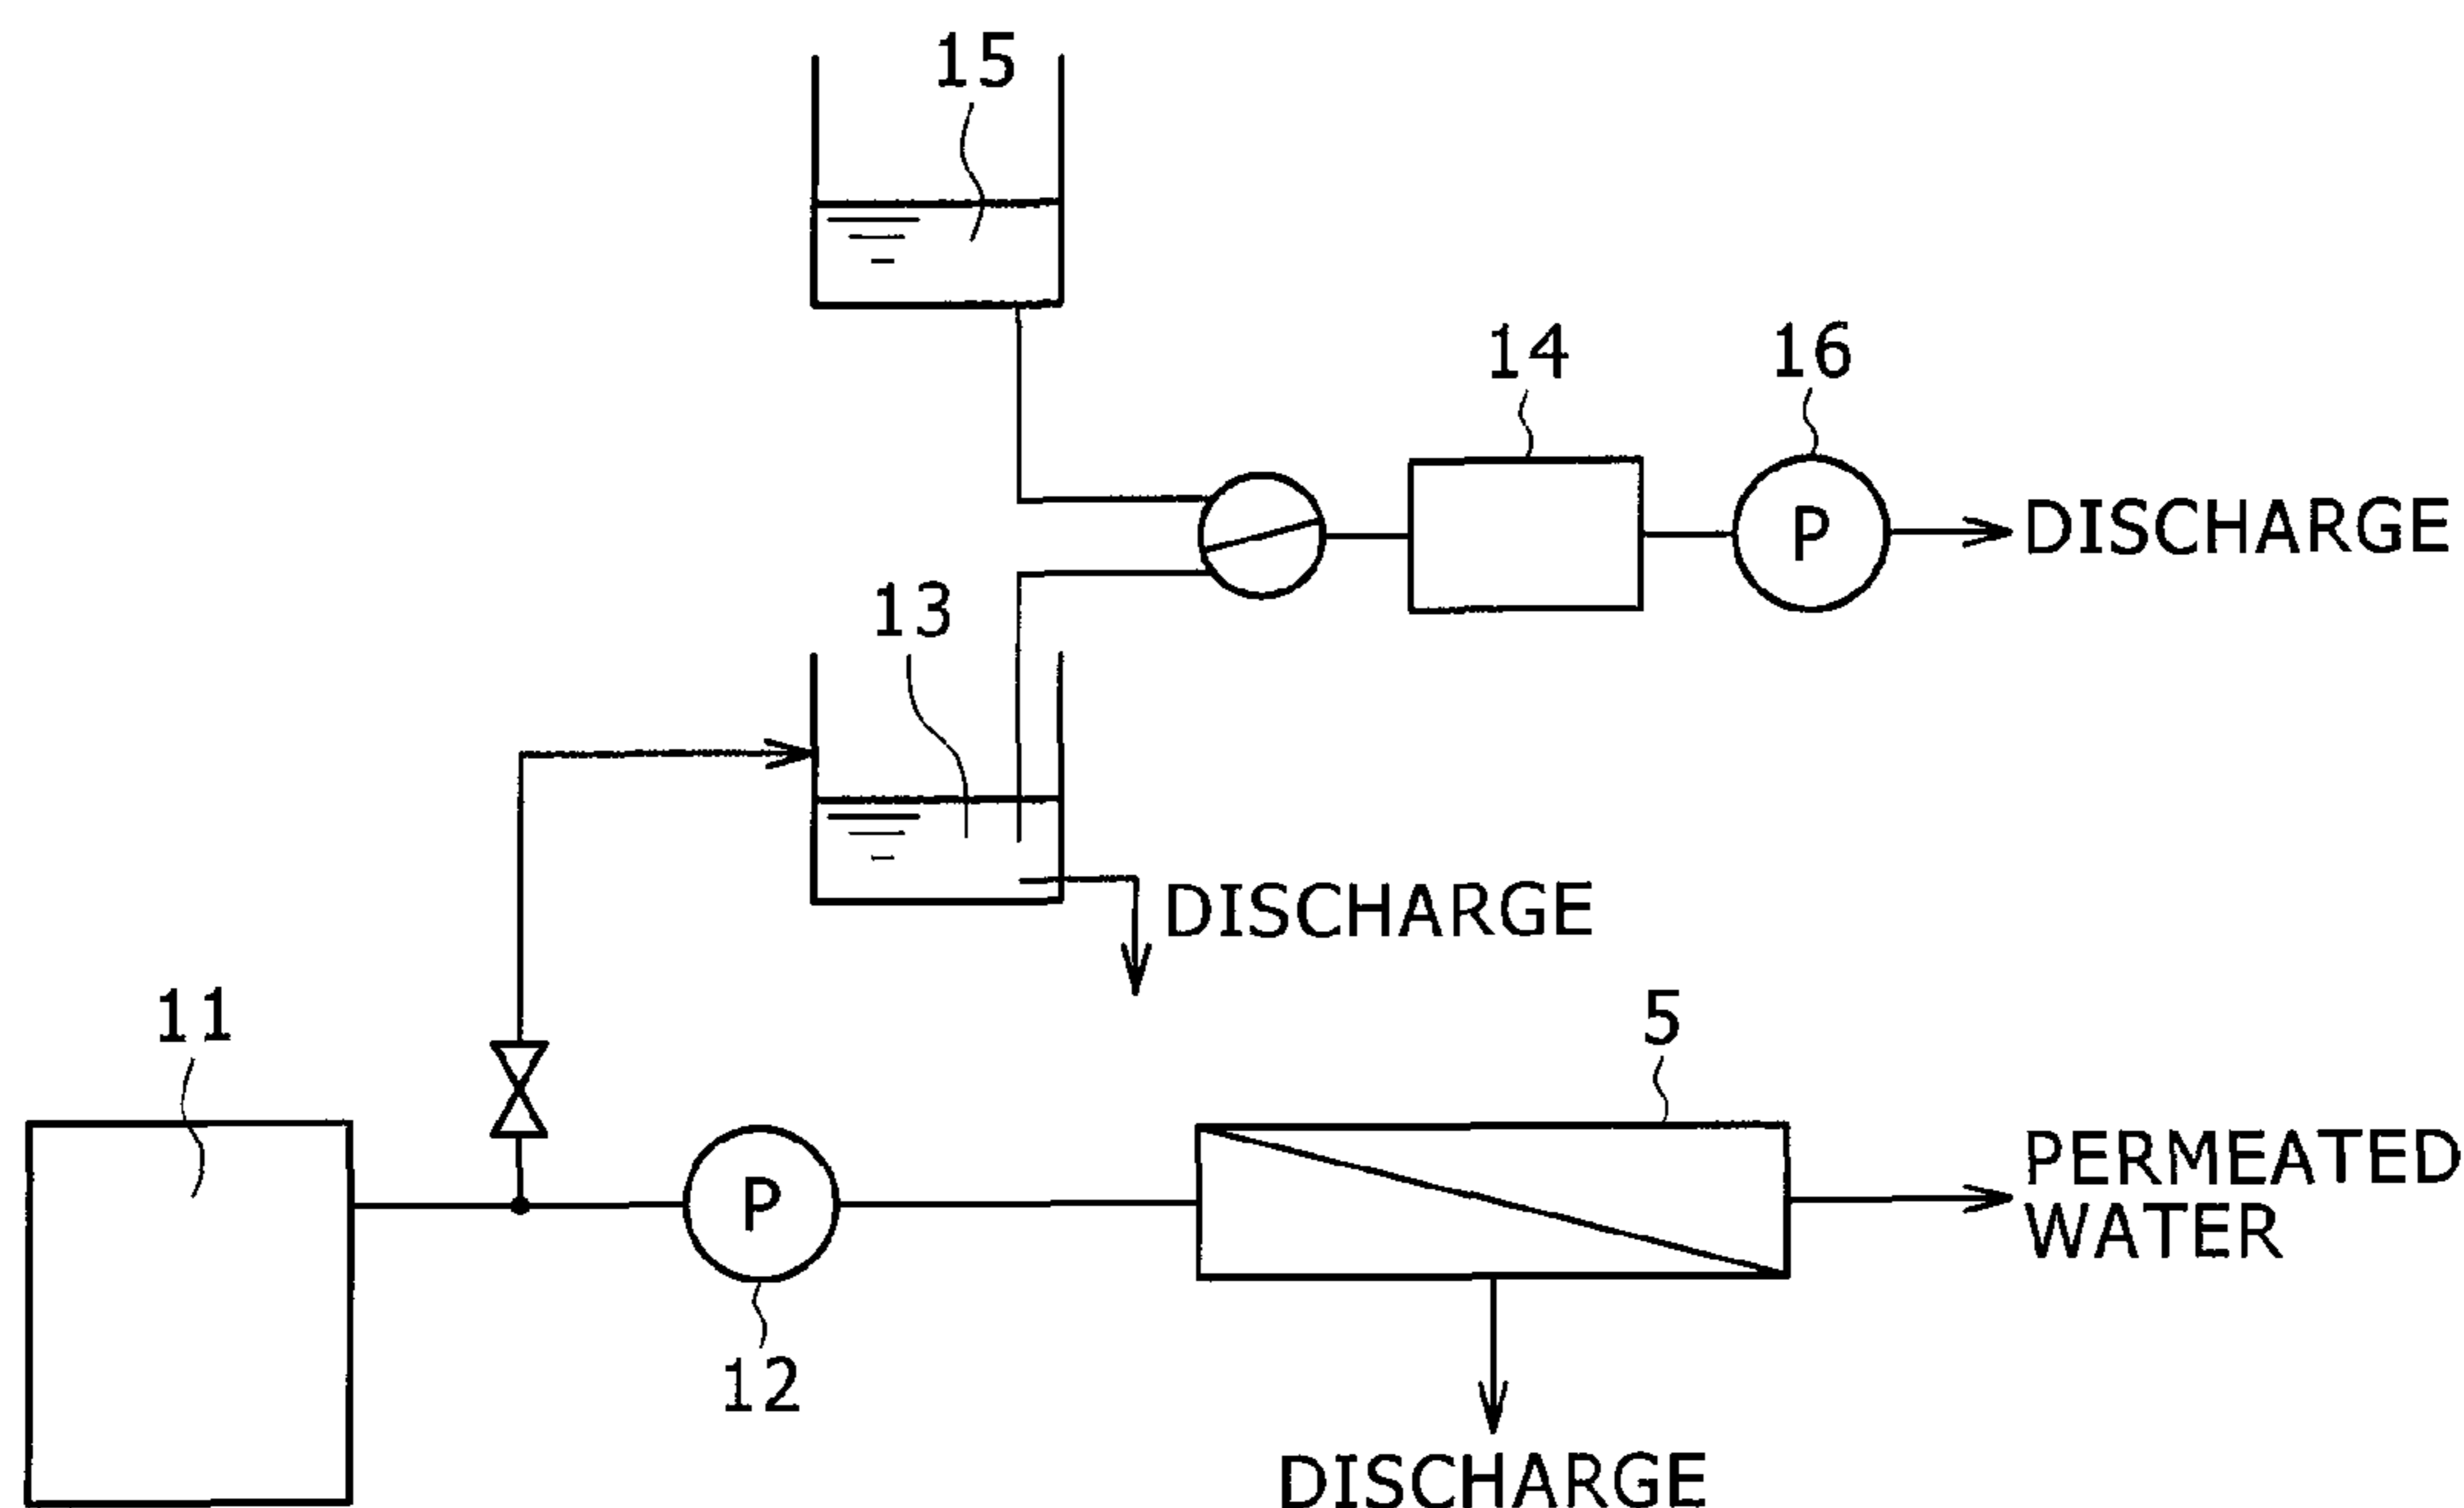 15
14
16
P
DISCHARGE
13
DISCHARGE
11
5
P
PERMEATED
WATER
12
DISCHARGE